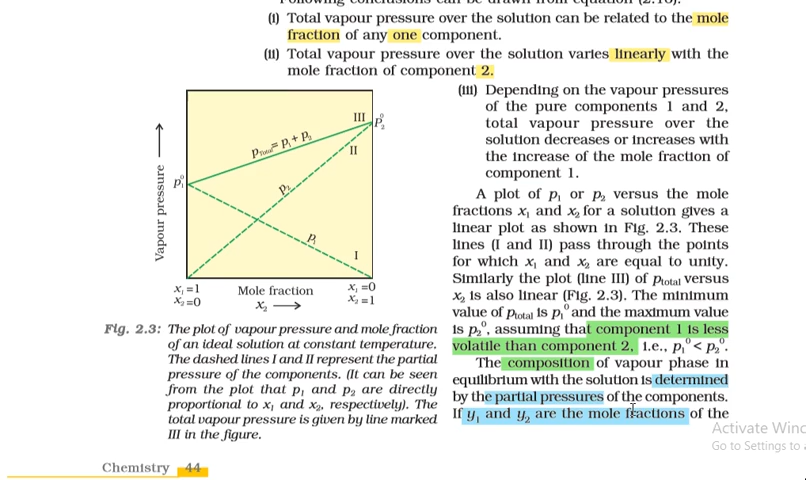 (i) Total vapour pressure over the solution can be related to the mole
fraction of any one component.
(ii) Total vapour pressure over the solution varies linearly with the
mole fraction of component 2.
(iii) Depending on the vapour pressures
of the pure components 1 and 2,
total vapour pressure over the
solution decreases or increases with
the increase of the mole fraction of
component 1.
Vapour pressure
p₁⁰
p_Total = p₁ + p₂
III
p₂⁰
II
p₂
p₁
I
x₁ =1
x₂ =0
Mole fraction
x₂
x₁ =0
x₂ =1
Fig. 2.3: The plot of vapour pressure and mole fraction
of an ideal solution at constant temperature.
The dashed lines I and II represent the partial
pressure of the components. (It can be seen
from the plot that p₁ and p₂ are directly
proportional to x₁ and x₂, respectively). The
total vapour pressure is given by line marked
III in the figure.
A plot of p₁ or p₂ versus the mole
fractions x₁ and x₂ for a solution gives a
linear plot as shown in Fig. 2.3. These
lines (I and II) pass through the points
for which x₁ and x₂ are equal to unity.
Similarly the plot (line III) of p_total versus
x₂ is also linear (Fig. 2.3). The minimum
value of p_total is p₁⁰ and the maximum value
is p₂⁰, assuming that component 1 is less
volatile than component 2, i.e., p₁⁰ < p₂⁰.
The composition of vapour phase in
equilibrium with the solution is determined
by the partial pressures of the components.
If y₁ and y₂ are the mole fractions of the
Activate Winc
Go to Settings to
Chemistry 44